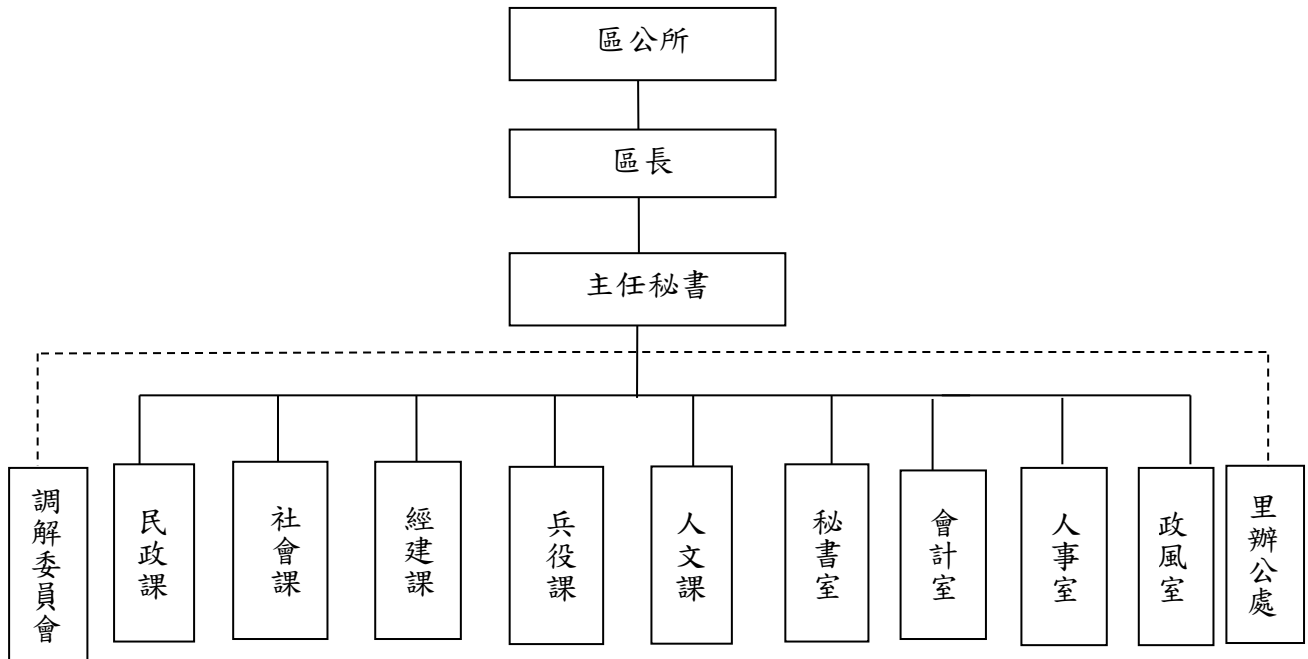 區公所
區長
主任秘書
調解委員會
民政課
社會課
經建課
兵役課
人文課
秘書室
會計室
人事室
政風室
里辦公處